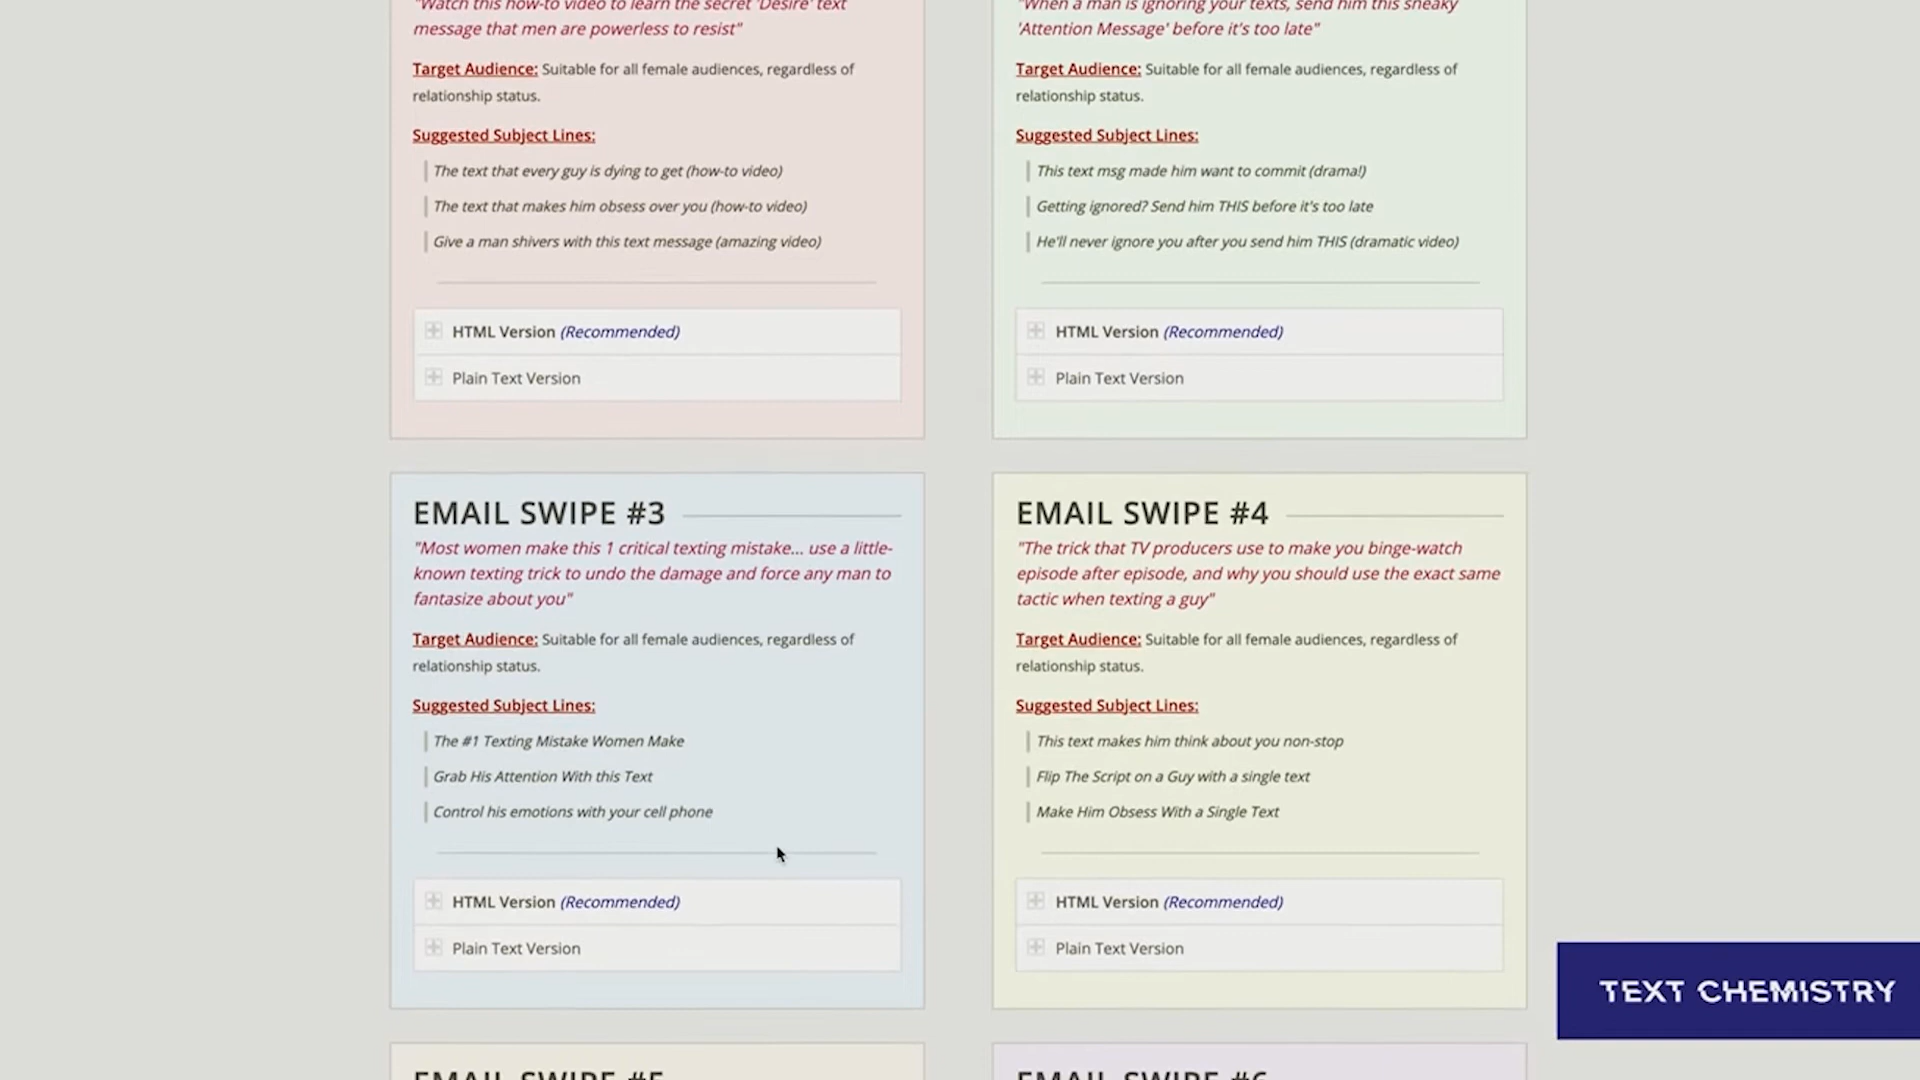 "Watch this how-to video to learn the secret 'Desire' text
message that men are powerless to resist"
Target Audience: Suitable for all female audiences, regardless of
relationship status.
Suggested Subject Lines:
The text that every guy is dying to get (how-to video)
The text that makes him obsess over you (how-to video)
Give a man shivers with this text message (amazing video)
HTML Version (Recommended)
Plain Text Version
"When a man is ignoring your texts, send him this sneaky
'Attention Message' before it's too late"
Target Audience: Suitable for all female audiences, regardless of
relationship status.
Suggested Subject Lines:
This text msg made him want to commit (drama!)
Getting ignored? Send him THIS before it's too late
He'll never ignore you after you send him THIS (dramatic video)
HTML Version (Recommended)
Plain Text Version
EMAIL SWIPE #3
"Most women make this 1 critical texting mistake... use a little-
known texting trick to undo the damage and force any man to
fantasize about you"
Target Audience: Suitable for all female audiences, regardless of
relationship status.
Suggested Subject Lines:
The #1 Texting Mistake Women Make
Grab His Attention With this Text
Control his emotions with your cell phone
HTML Version (Recommended)
Plain Text Version
EMAIL SWIPE #4
"The trick that TV producers use to make you binge-watch
episode after episode, and why you should use the exact same
tactic when texting a guy"
Target Audience: Suitable for all female audiences, regardless of
relationship status.
Suggested Subject Lines:
This text makes him think about you non-stop
Flip The Script on a Guy with a single text
Make Him Obsess With a Single Text
HTML Version (Recommended)
Plain Text Version
EMAIL SWIPE #5
EMAIL SWIPE #6
TEXT CHEMISTRY